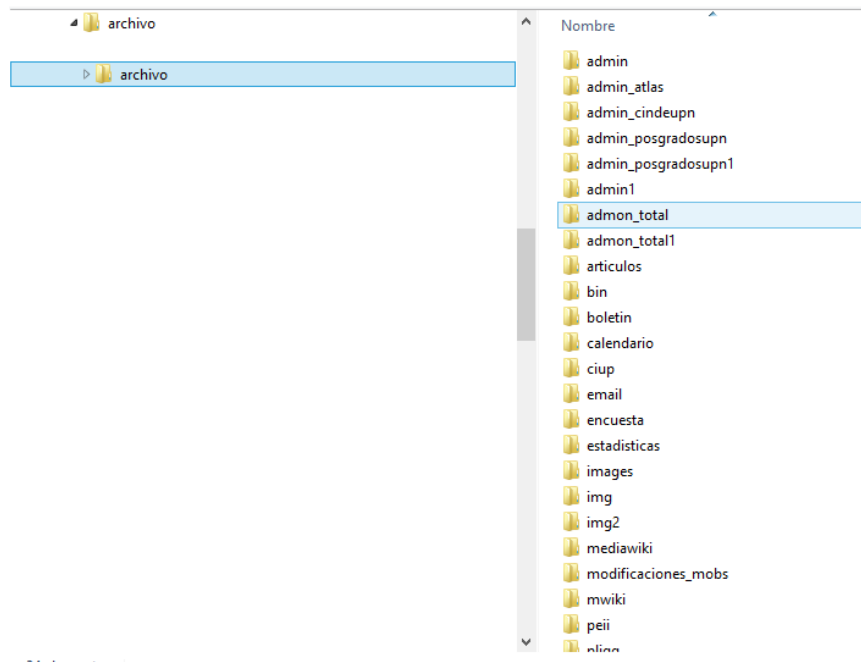 archivo
archivo
Nombre
admin
admin_atlas
admin_cindeupn
admin_posgradosupn
admin_posgradosupn1
admin1
admon_total
admon_total1
articulos
bin
boletin
calendario
ciup
email
encuesta
estadisticas
images
img
img2
mediawiki
modificaciones_mobs
mwiki
peii